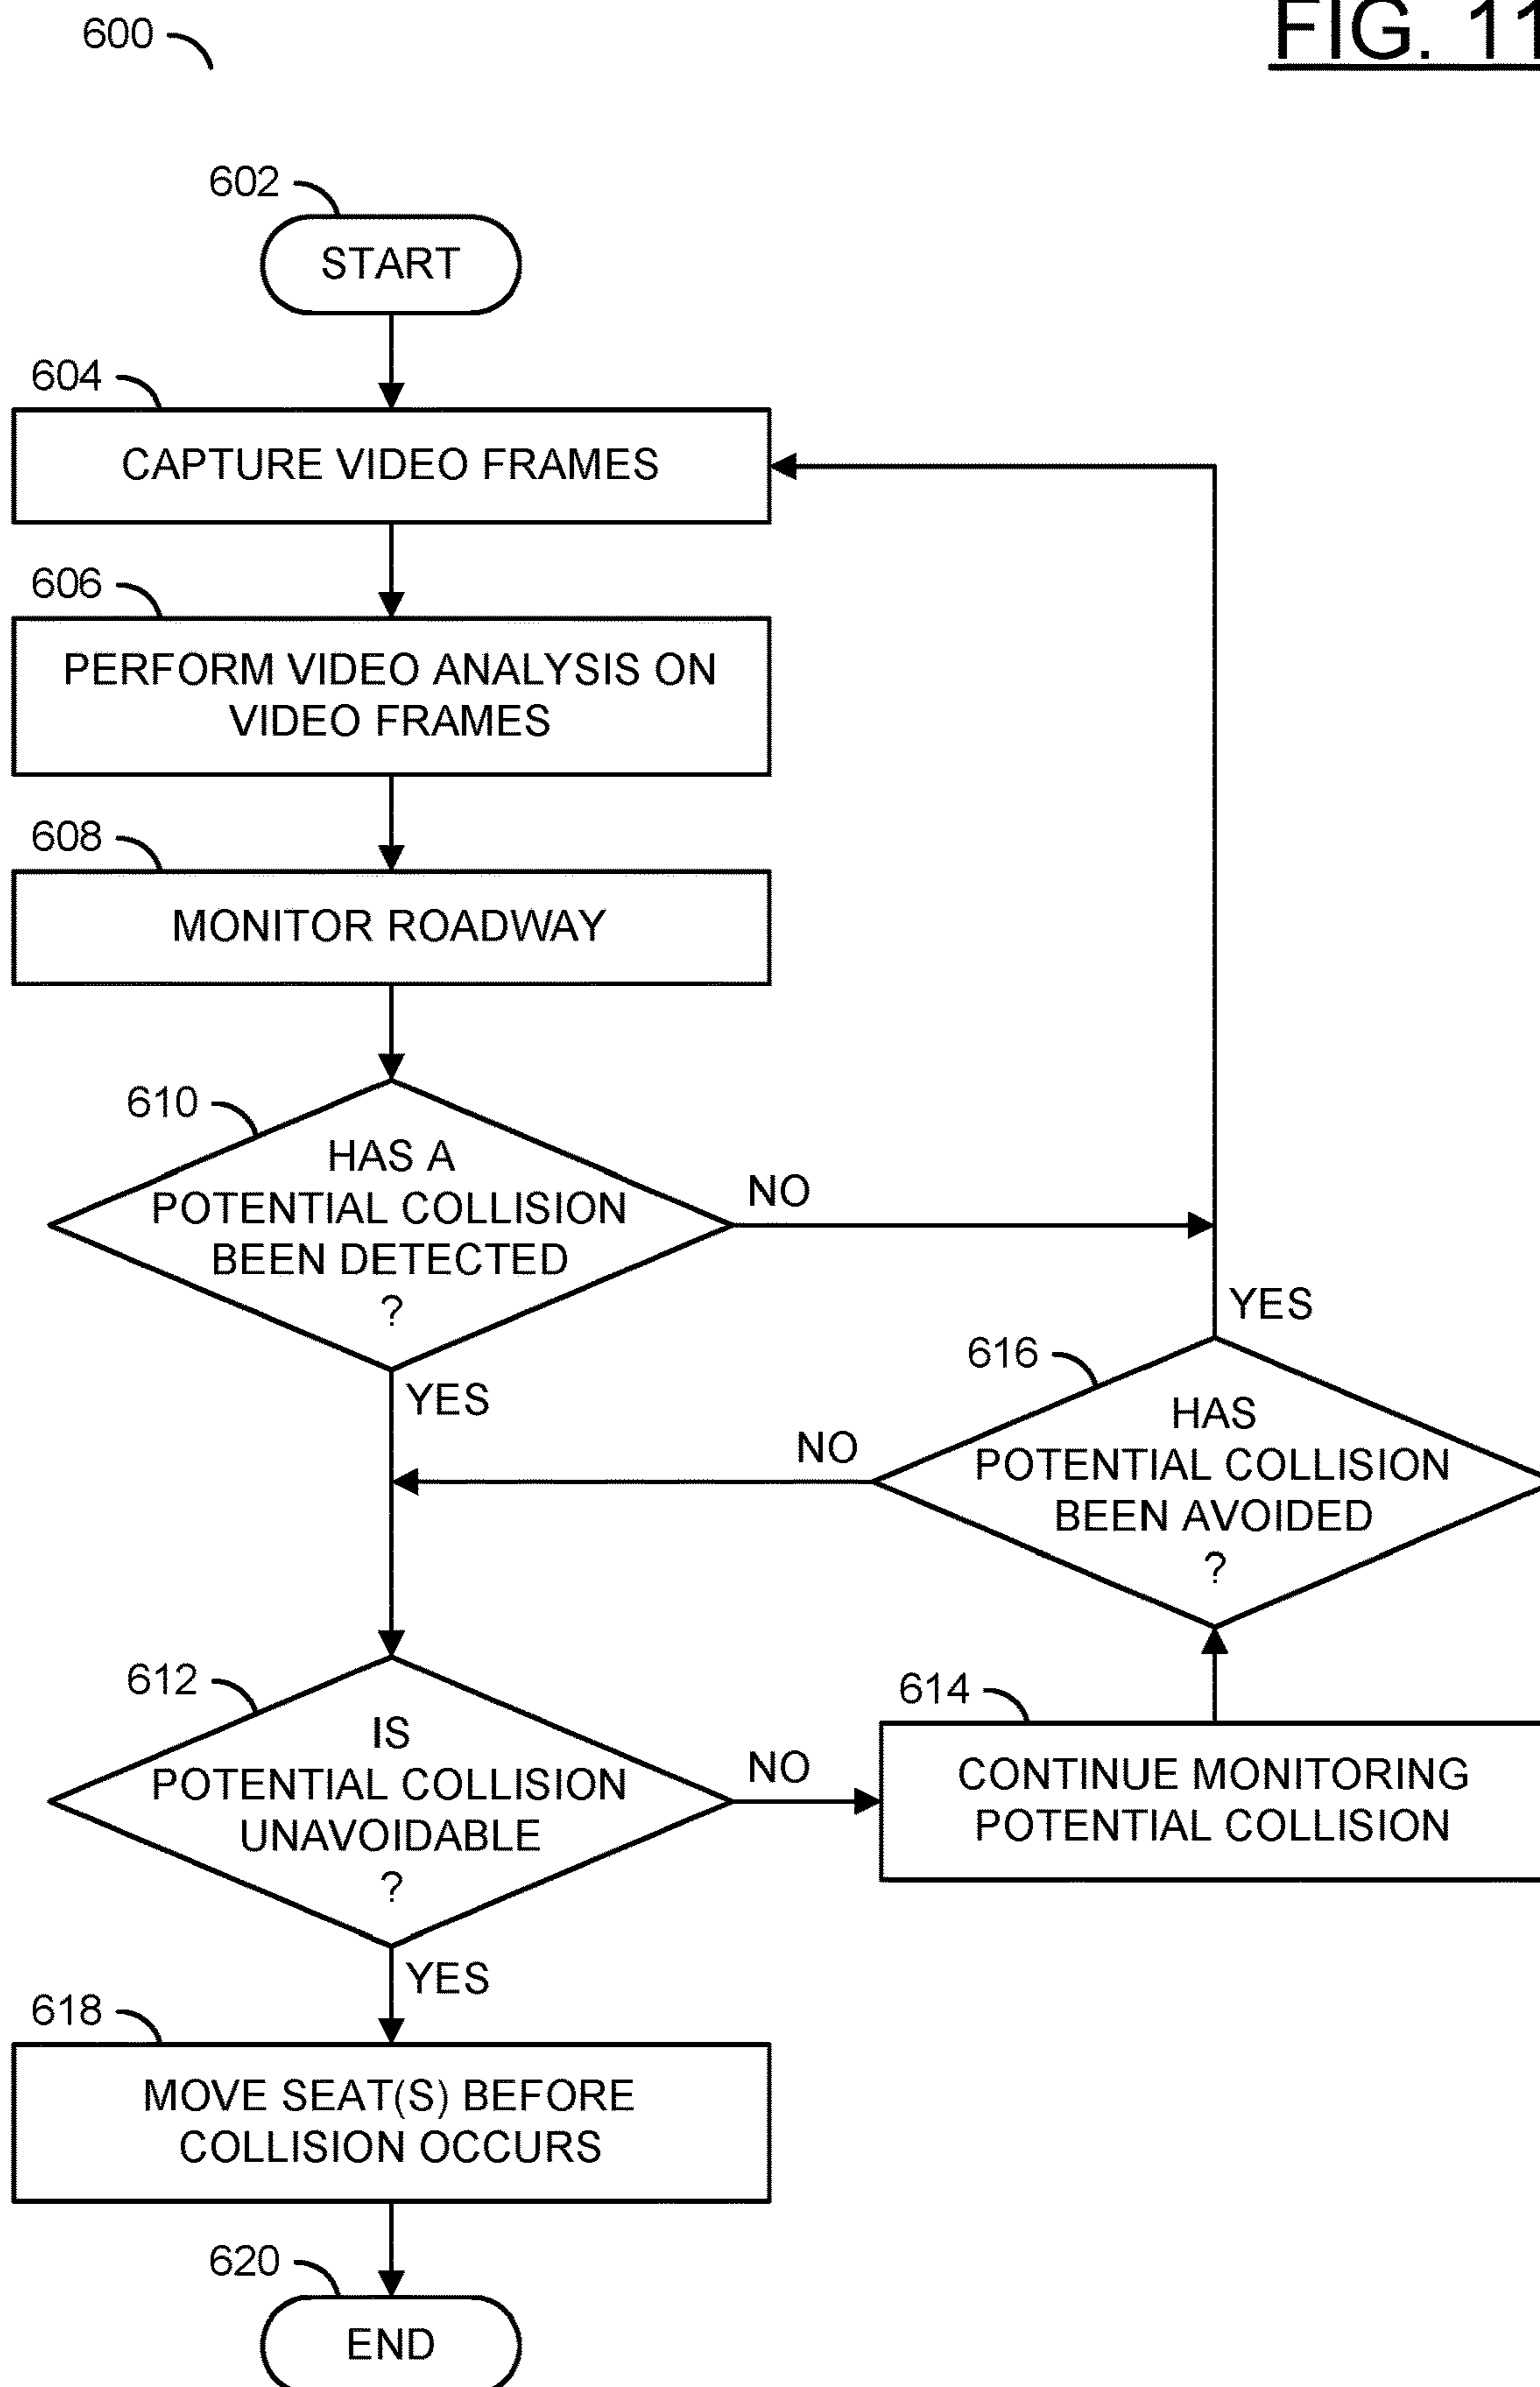 600
FIG. 11
602
START
604
CAPTURE VIDEO FRAMES
606
PERFORM VIDEO ANALYSIS ON
VIDEO FRAMES
608
MONITOR ROADWAY
610
HAS A
POTENTIAL COLLISION
BEEN DETECTED
?
NO
YES
YES
616
HAS
POTENTIAL COLLISION
BEEN AVOIDED
?
NO
612
IS
POTENTIAL COLLISION
UNAVOIDABLE
?
NO
614
CONTINUE MONITORING
POTENTIAL COLLISION
YES
618
MOVE SEAT(S) BEFORE
COLLISION OCCURS
620
END